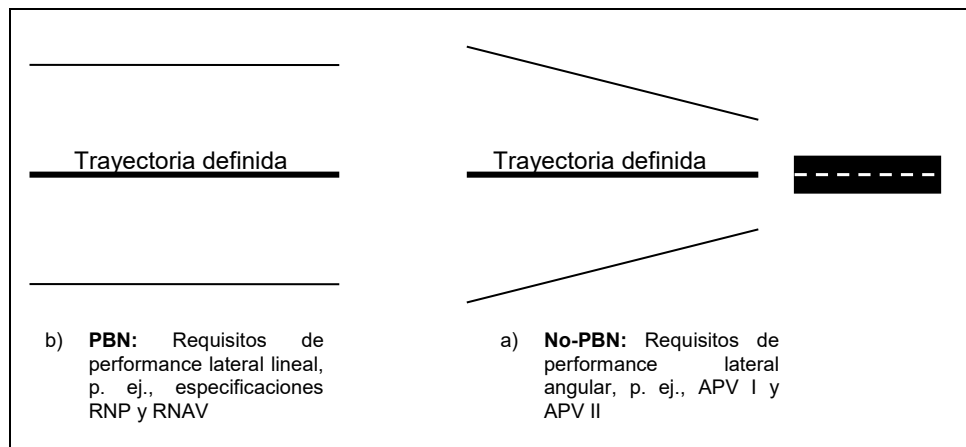 Trayectoria definida
Trayectoria definida
b) PBN: Requisitos de
performance lateral lineal,
p. ej., especificaciones
RNP y RNAV
a) No-PBN: Requisitos de
performance lateral
angular, p. ej., APV I y
APV II